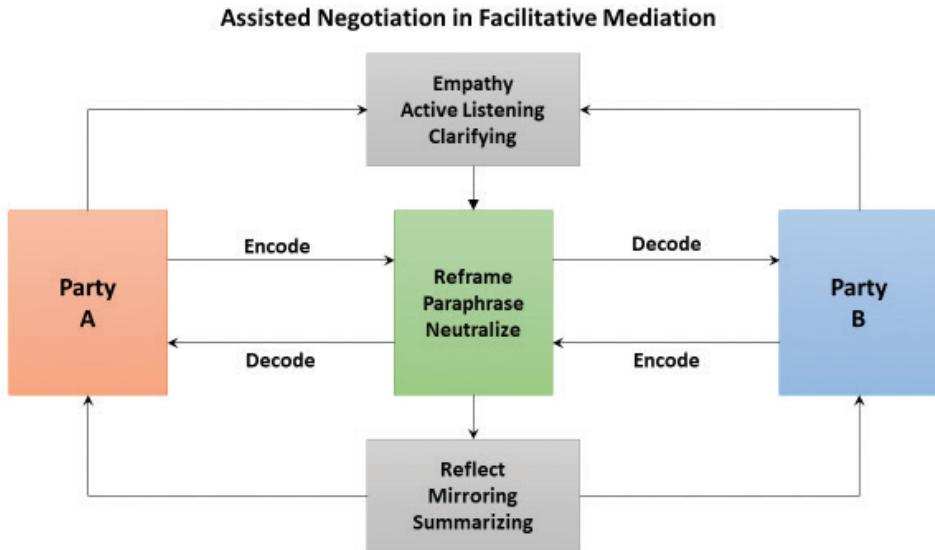 Assisted Negotiation in Facilitative Mediation
Empathy
Active Listening
Clarifying
Encode
Decode
Party
A
Reframe
Paraphrase
Neutralize
Party
B
Decode
Encode
Reflect
Mirroring
Summarizing